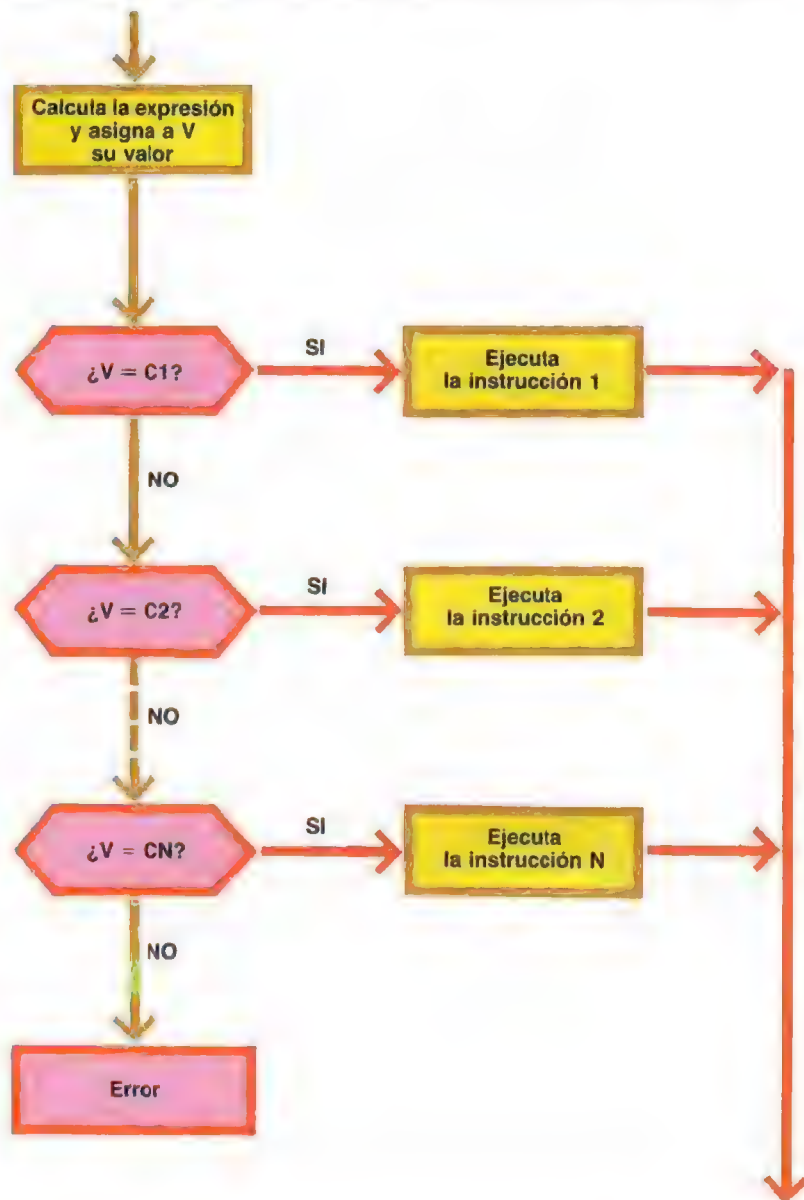 Calcula la expresión
y asigna a V
su valor
¿V = C1?
SI
Ejecuta
la instrucción 1
NO
¿V = C2?
SI
Ejecuta
la instrucción 2
NO
¿V = CN?
SI
Ejecuta
la instrucción N
NO
Error